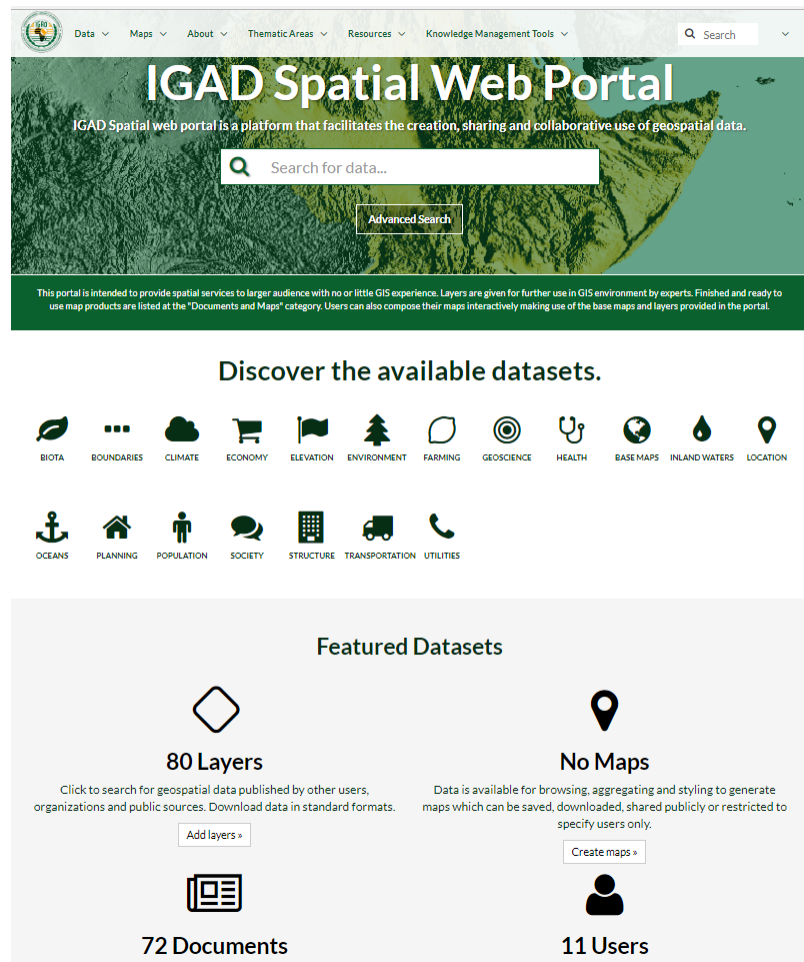 IGAD
Data Maps About Thematic Areas Resources Knowledge Management Tools Search
IGAD Spatial Web Portal
IGAD Spatial web portal is a platform that facilitates the creation, sharing and collaborative use of geospatial data.
Search for data...
Advanced Search
This portal is intended to provide spatial services to larger audience with no or little GIS experience. Layers are given for further use in GIS environment by experts. Finished and ready to
use map products are listed at the "Documents and Maps" category. Users can also compose their maps interactively making use of the base maps and layers provided in the portal.
Discover the available datasets.
BIOTA BOUNDARIES CLIMATE ECONOMY ELEVATION ENVIRONMENT FARMING GEOSCIENCE HEALTH BASE MAPS INLAND WATERS LOCATION
OCEANS PLANNING POPULATION SOCIETY STRUCTURE TRANSPORTATION UTILITIES
Featured Datasets
80 Layers
Click to search for geospatial data published by other users,
organizations and public sources. Download data in standard formats.
Add layers »
No Maps
Data is available for browsing, aggregating and styling to generate
maps which can be saved, downloaded, shared publicly or restricted to
specify users only.
Create maps »
72 Documents
11 Users